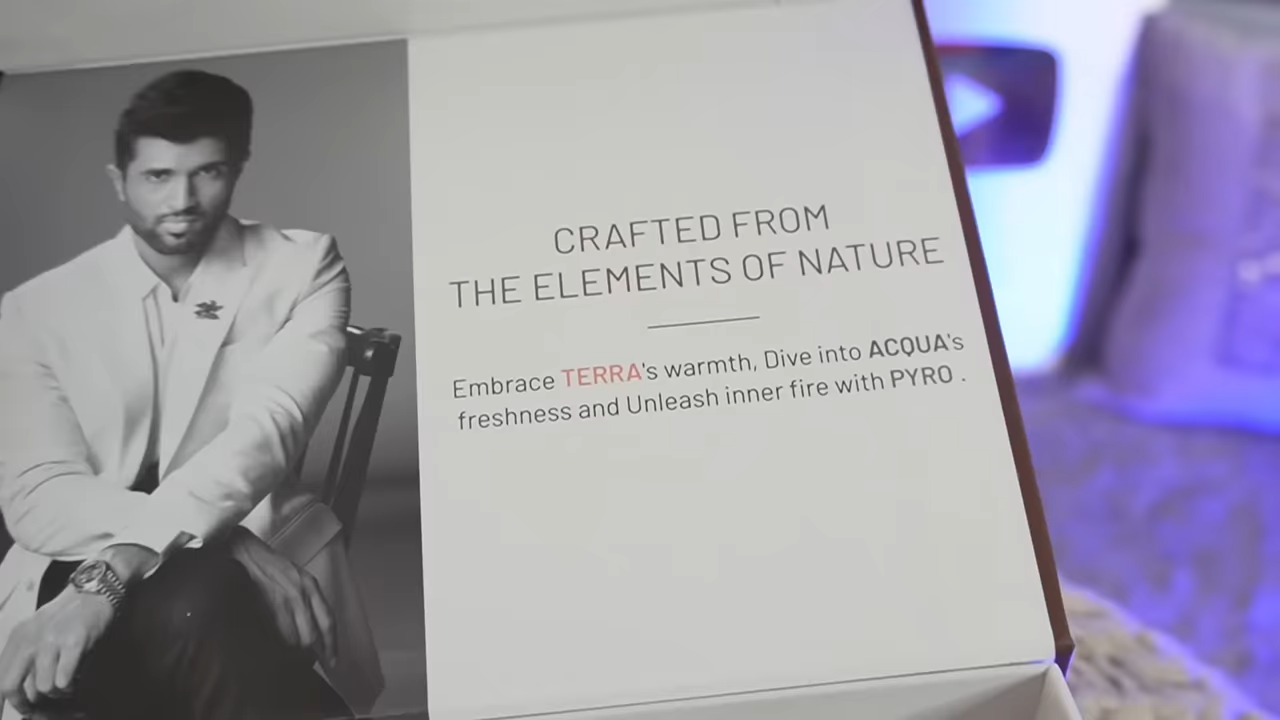 CRAFTED FROM
THE ELEMENTS OF NATURE
Embrace TERRA's warmth, Dive into ACQUA's
freshness and Unleash inner fire with PYRO .